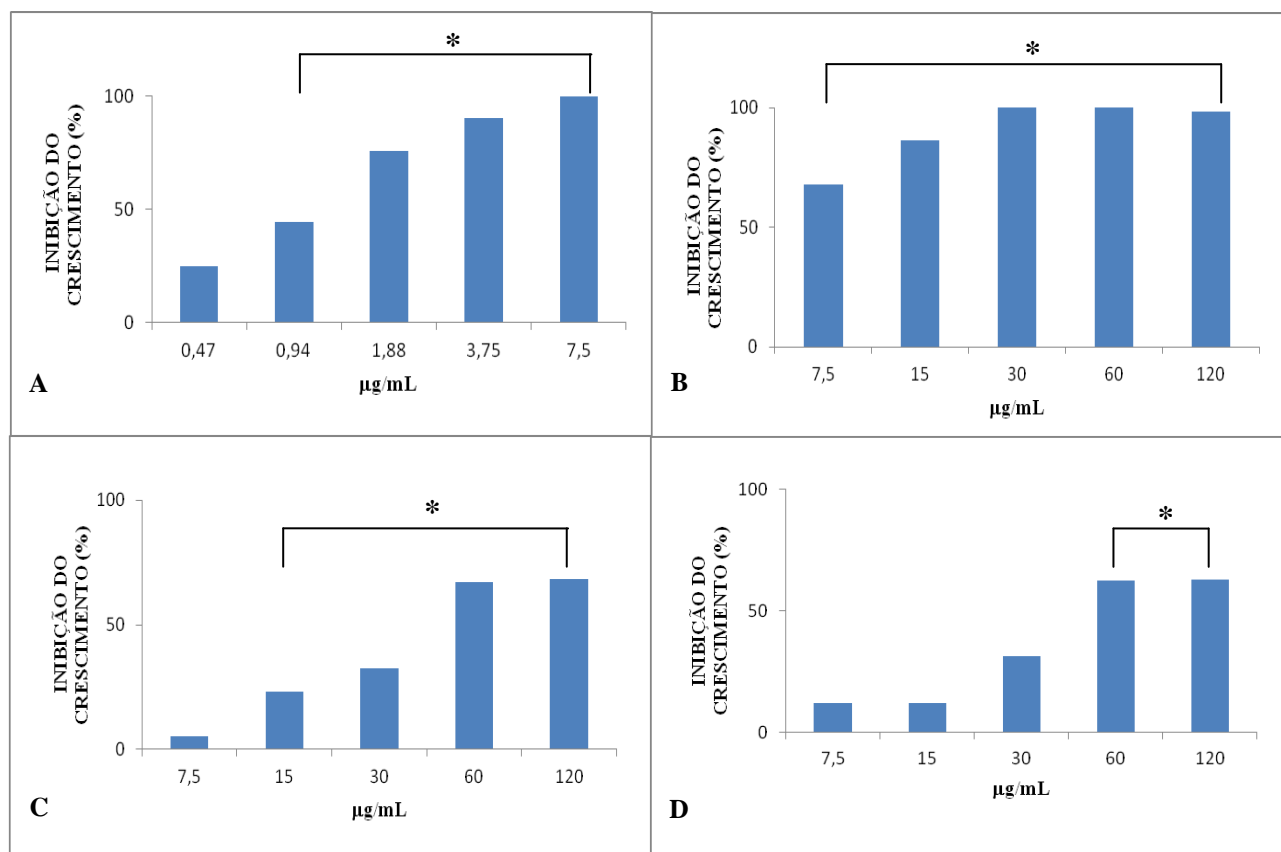 *
INIBIÇÃO DO
CRESCIMENTO (%)
100
50
0
0,47 0,94 1,88 3,75 7,5
µg/mL
A
*
INIBIÇÃO DO
CRESCIMENTO (%)
100
50
0
7,5 15 30 60 120
µg/mL
B
*
INIBIÇÃO DO
CRESCIMENTO (%)
100
50
0
7,5 15 30 60 120
µg/mL
C
*
INIBIÇÃO DO
CRESCIMENTO (%)
100
50
0
7,5 15 30 60 120
µg/mL
D